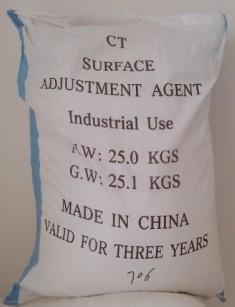 CT
SURFACE
ADJUSTMENT AGENT
Industrial Use
.W: 25.0 KGS
G.W: 25.1 KGS
MADE IN CHINA
VALID FOR THREE YEARS
706